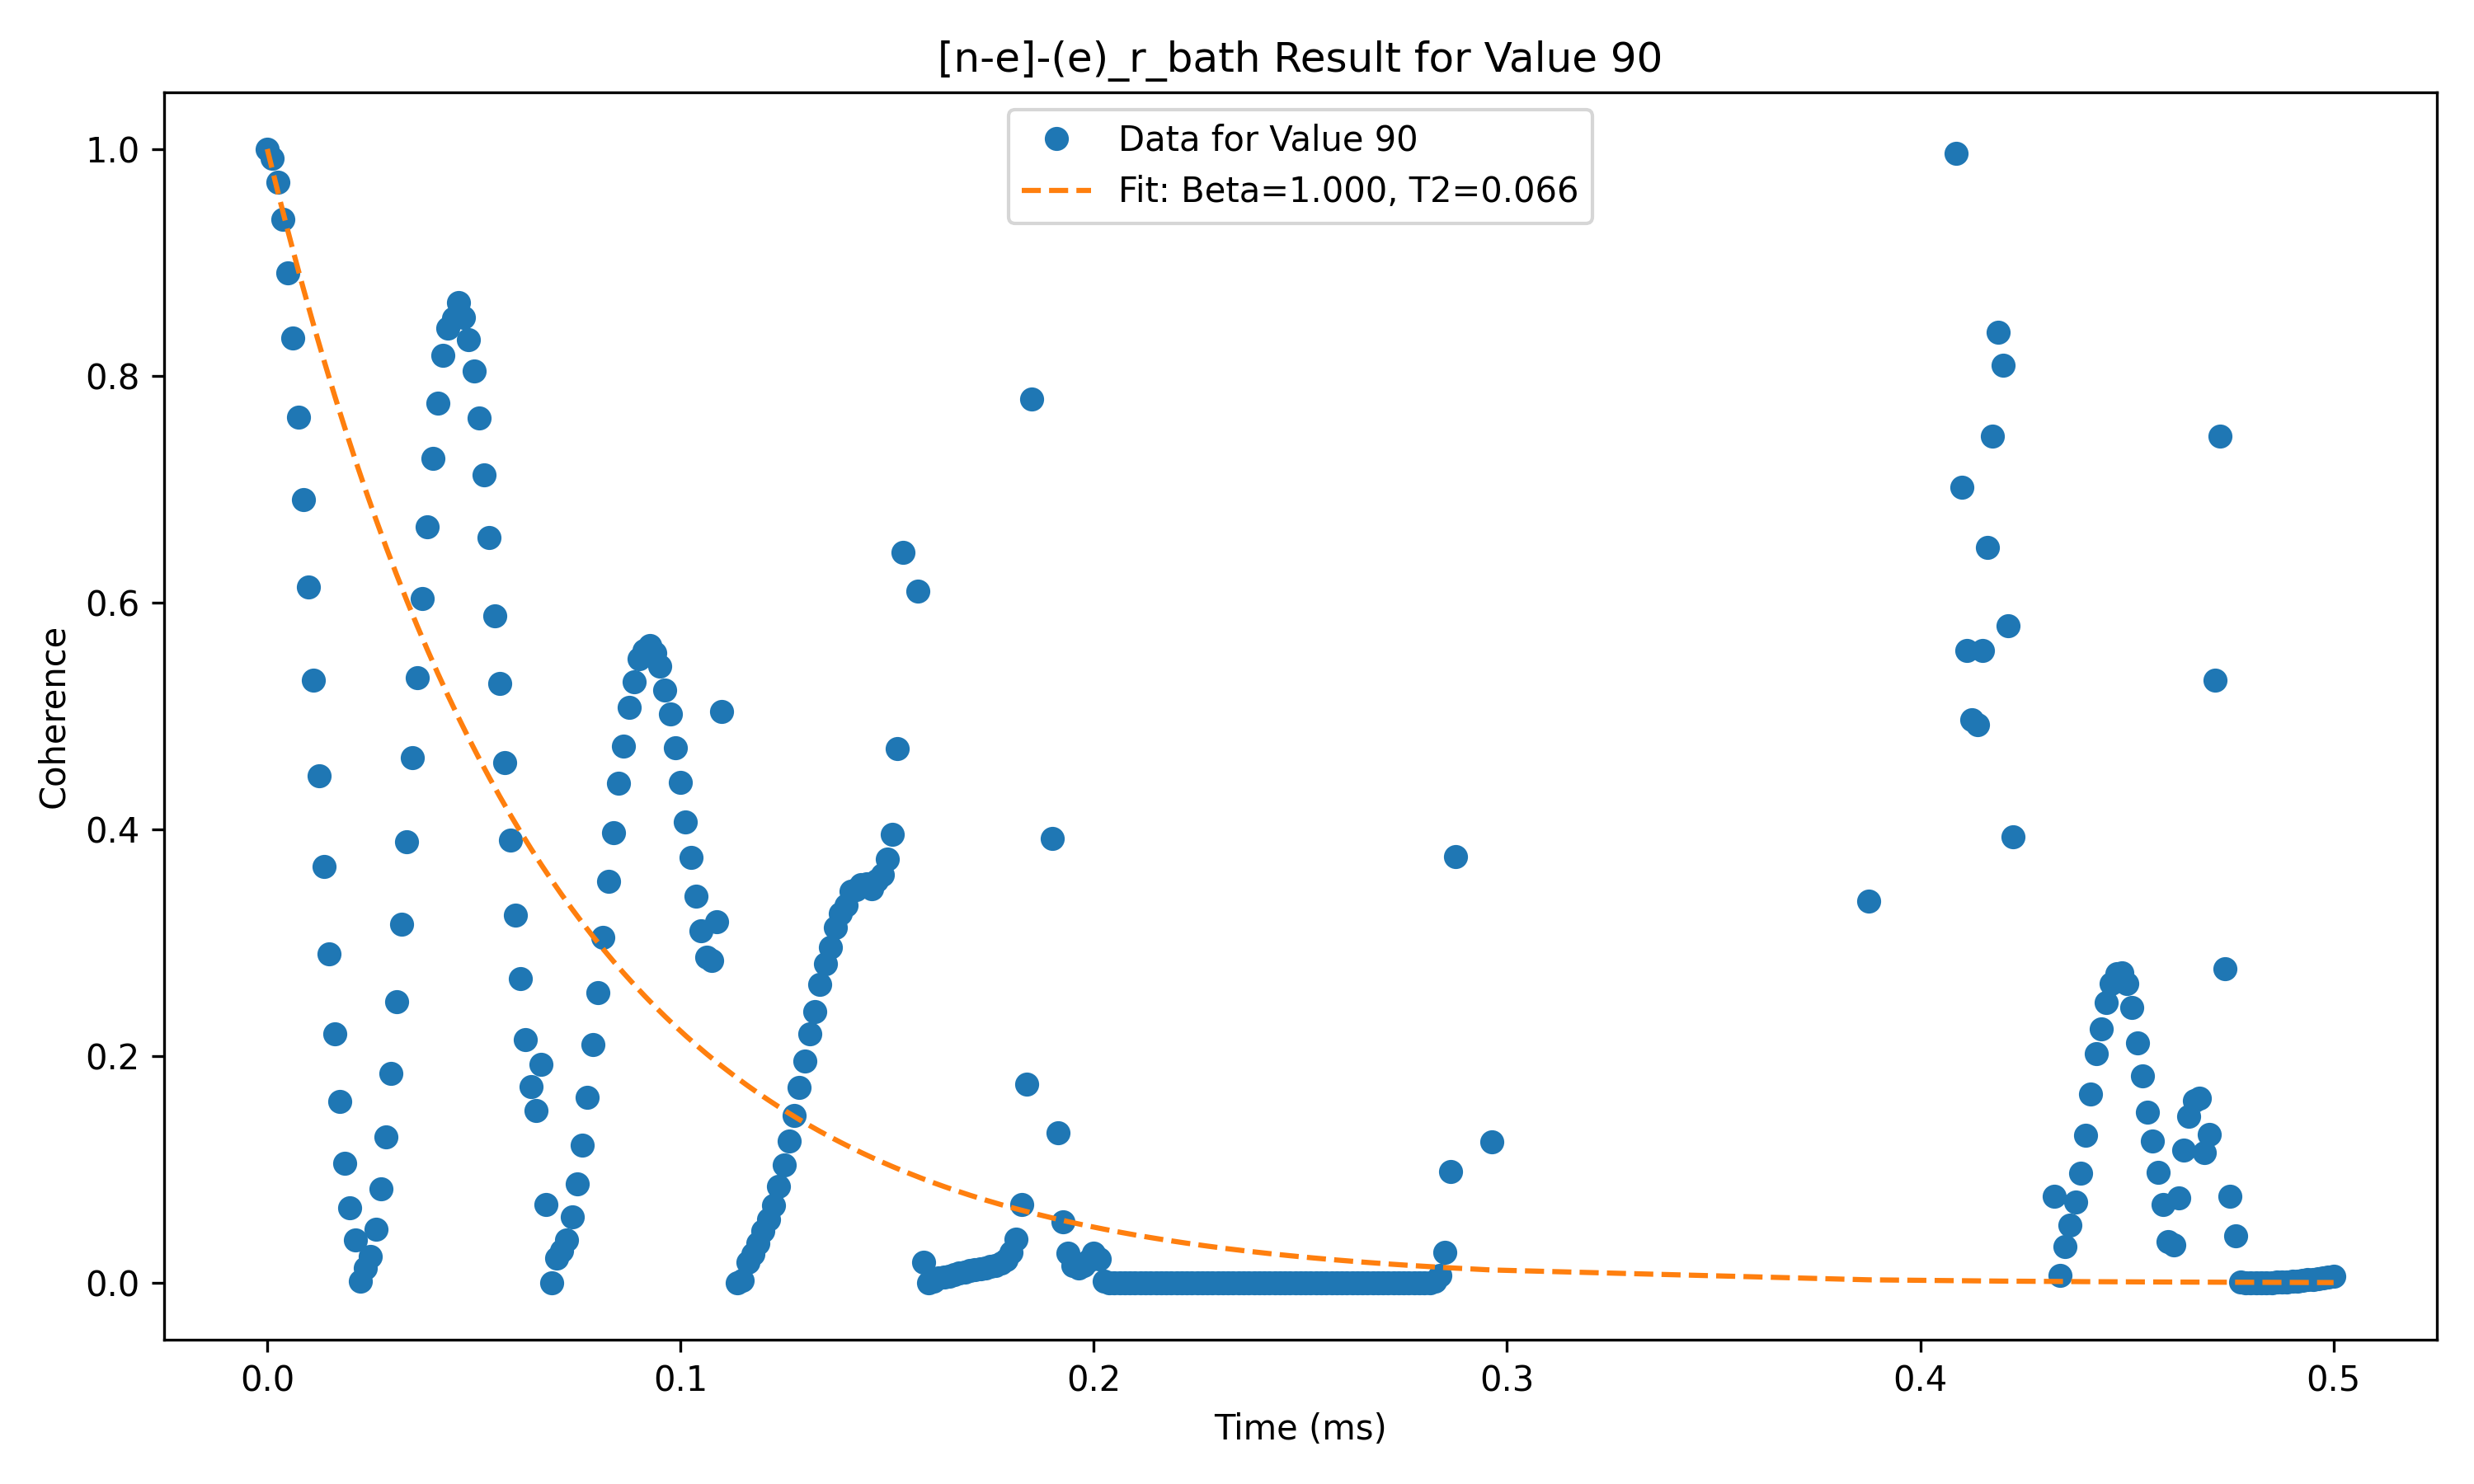 [n-e]-(e)_r_bath Result for Value 90
Data for Value 90
Fit: Beta=1.000, T2=0.066
Coherence
1.0
0.8
0.6
0.4
0.2
0.0
0.0 0.1 0.2 0.3 0.4 0.5
Time (ms)